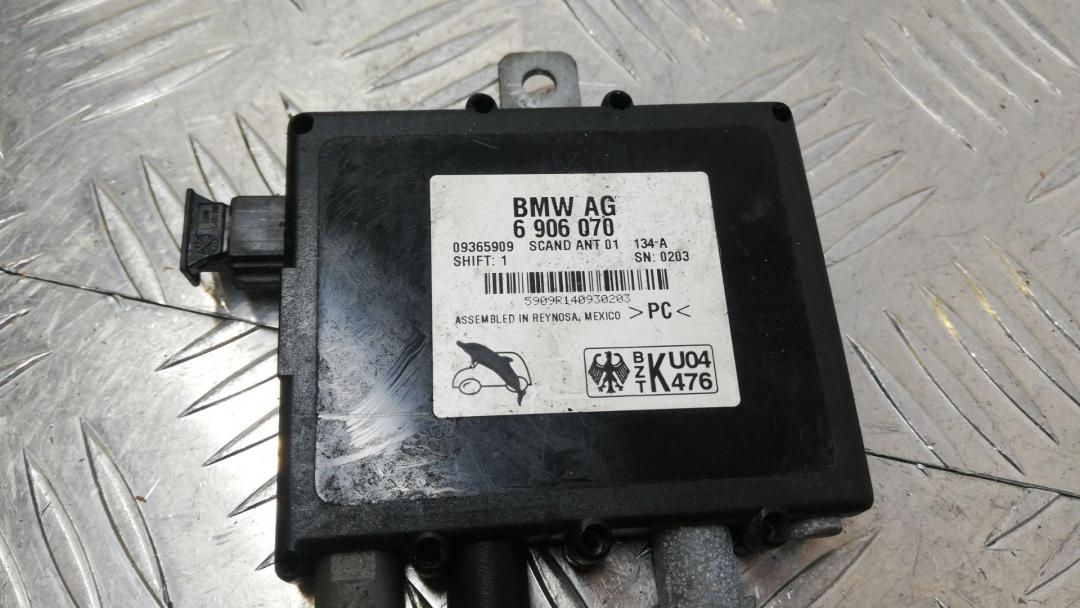 BMW AG
6 906 070
09365909 SCAND ANT 01 134-A
SHIFT: 1 SN: 0203
5909R140930203
ASSEMBLED IN REYNOSA, MEXICO >PC<
BZT K U04 476